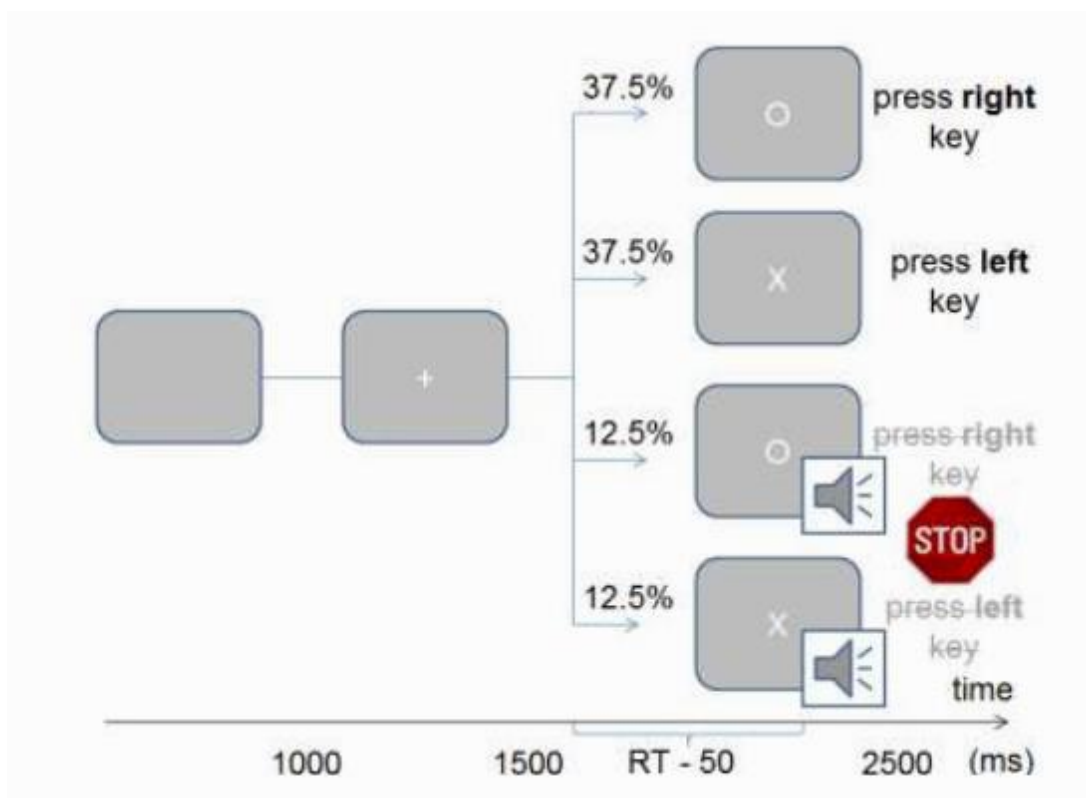 37.5%
O
press right
key
37.5%
X
press left
key
+
12.5%
O
press right
key
STOP
12.5%
X
press left
key
time
1000 1500 RT - 50 2500 (ms)